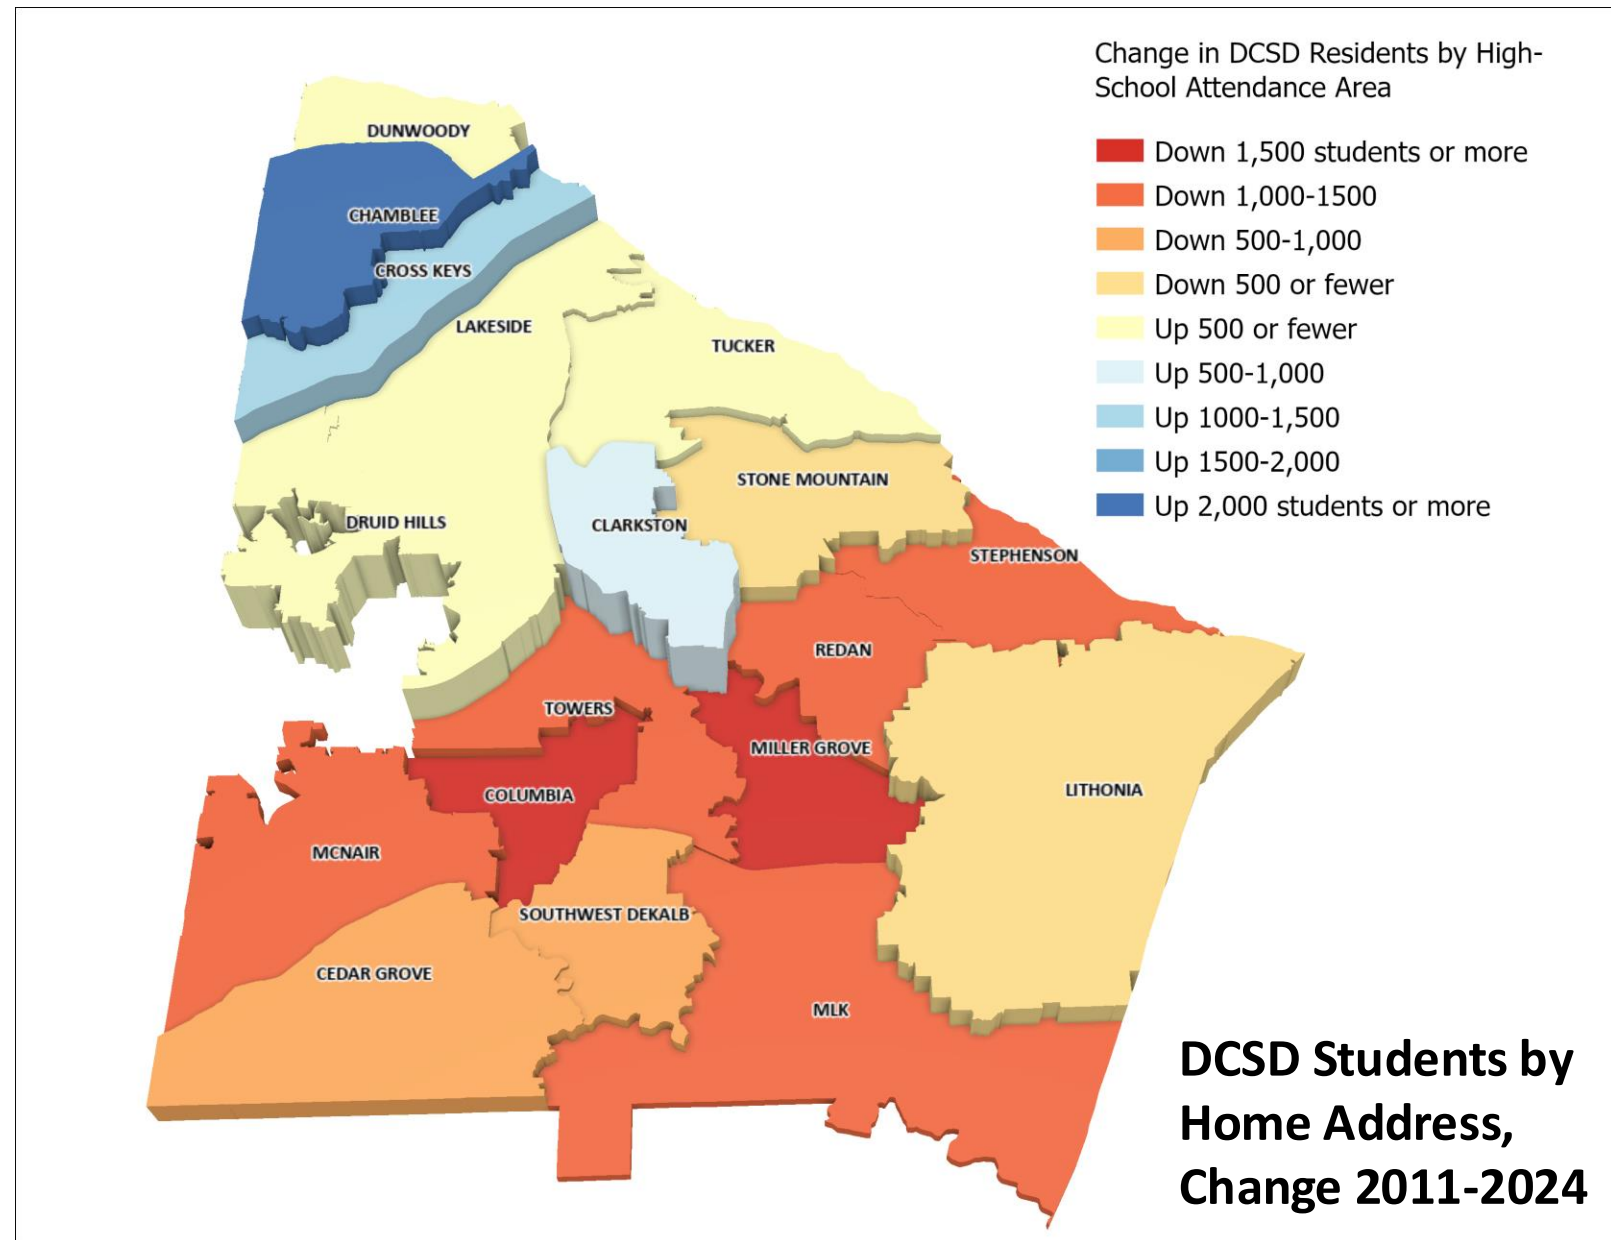 Change in DCSD Residents by High-
School Attendance Area
Down 1,500 students or more
Down 1,000-1500
Down 500-1,000
Down 500 or fewer
Up 500 or fewer
Up 500-1,000
Up 1000-1,500
Up 1500-2,000
Up 2,000 students or more
DUNWOODY
CHAMBLEE
CROSS KEYS
LAKESIDE
TUCKER
STONE MOUNTAIN
DRUID HILLS
CLARKSTON
STEPHENSON
REDAN
TOWERS
MILLER GROVE
LITHONIA
COLUMBIA
MCNAIR
SOUTHWEST DEKALB
CEDAR GROVE
MLK
DCSD Students by
Home Address,
Change 2011-2024